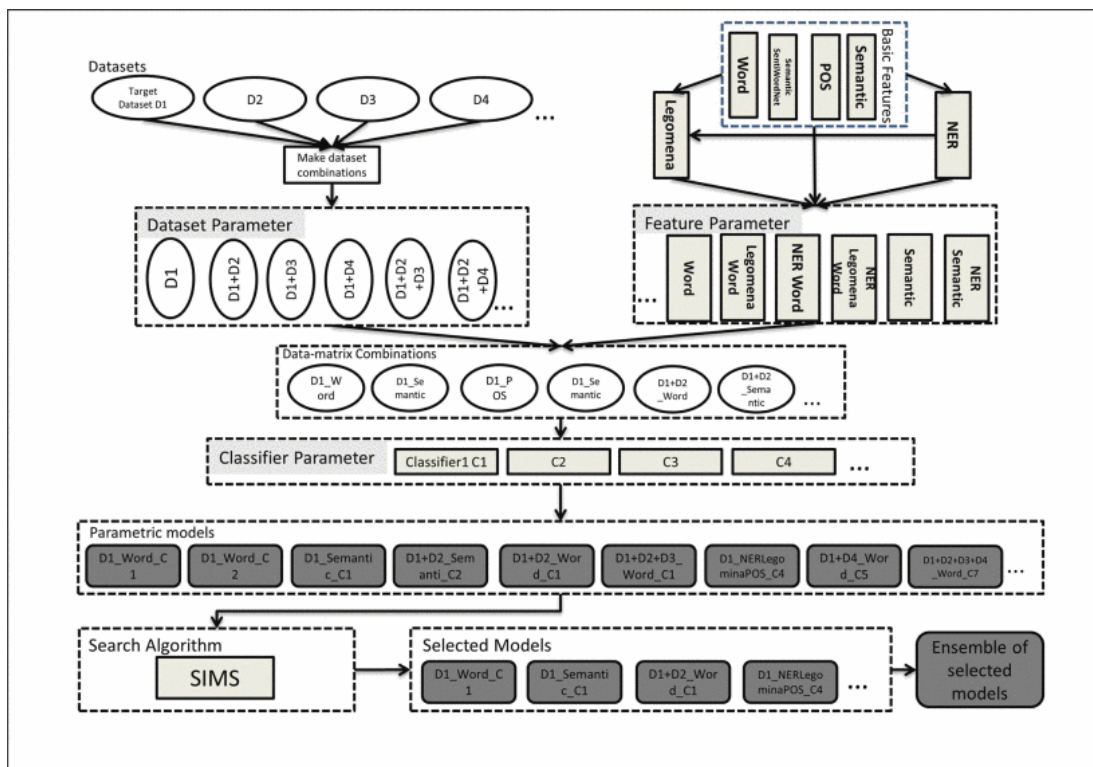 Datasets
Target
Dataset D1
D2
D3
D4
...
Make dataset
combinations
Basic Features
Word
Semantic
SentiWordNet
POS
Semantic
Legomena
NER
Dataset Parameter
D1
D1+D2
D1+D3
D1+D4
D1+D2
+D3
D1+D2
+D4
...
Feature Parameter
...
Word
Legomena
Word
NER Word
NER
Legomena
Word
Semantic
NER
Semantic
Data-matrix Combinations
D1_W
ord
D1_Se
mantic
D1_P
OS
D1_Se
mantic
D1+D2
_Word
D1+D2
_Sema
ntic
...
Classifier Parameter
Classifier1 C1
C2
C3
C4
...
Parametric models
D1_Word_C
1
D1_Word_C
2
D1_Semanti
c_C1
D1+D2_Sem
anti_C2
D1+D2_Wor
d_C1
D1+D2+D3_
Word_C1
D1_NERLego
minaPOS_C4
D1+D4_Wor
d_C5
D1+D2+D3+D4
_Word_C7
...
Search Algorithm
SIMS
Selected Models
D1_Word_C
1
D1_Semanti
c_C1
D1+D2_Wor
d_C1
D1_NERLego
minaPOS_C4
...
Ensemble of
selected
models